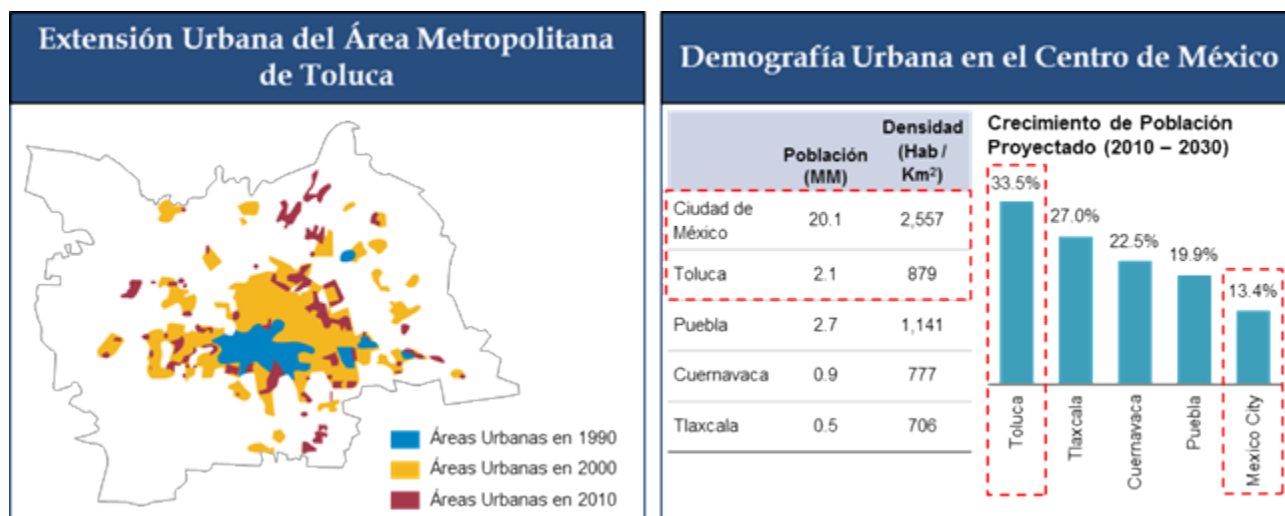 Extensión Urbana del Área Metropolitana
de Toluca
Áreas Urbanas en 1990
Áreas Urbanas en 2000
Áreas Urbanas en 2010
Demografía Urbana en el Centro de México
Población
(MM)
Densidad
(Hab /
Km²)
Ciudad de
México
20.1
2,557
Toluca
2.1
879
Puebla
2.7
1,141
Cuernavaca
0.9
777
Tlaxcala
0.5
706
Crecimiento de Población
Proyectado (2010 – 2030)
33.5%
27.0%
22.5%
19.9%
13.4%
Toluca
Tlaxcala
Cuernavaca
Puebla
Mexico City